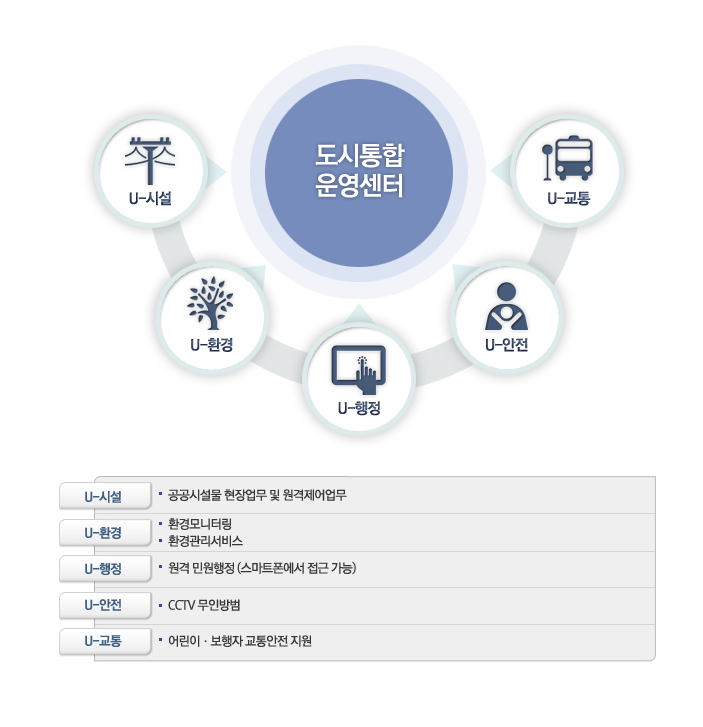 도시통합
운영센터
U-시설
U-교통
U-환경
U-안전
U-행정
U-시설
▪ 공공시설물 현장업무 및 원격제어업무
U-환경
▪ 환경모니터링
▪ 환경관리서비스
U-행정
▪ 원격 민원행정 (스마트폰에서 접근 가능)
U-안전
▪ CCTV 무인방범
U-교통
▪ 어린이 · 보행자 교통안전 지원